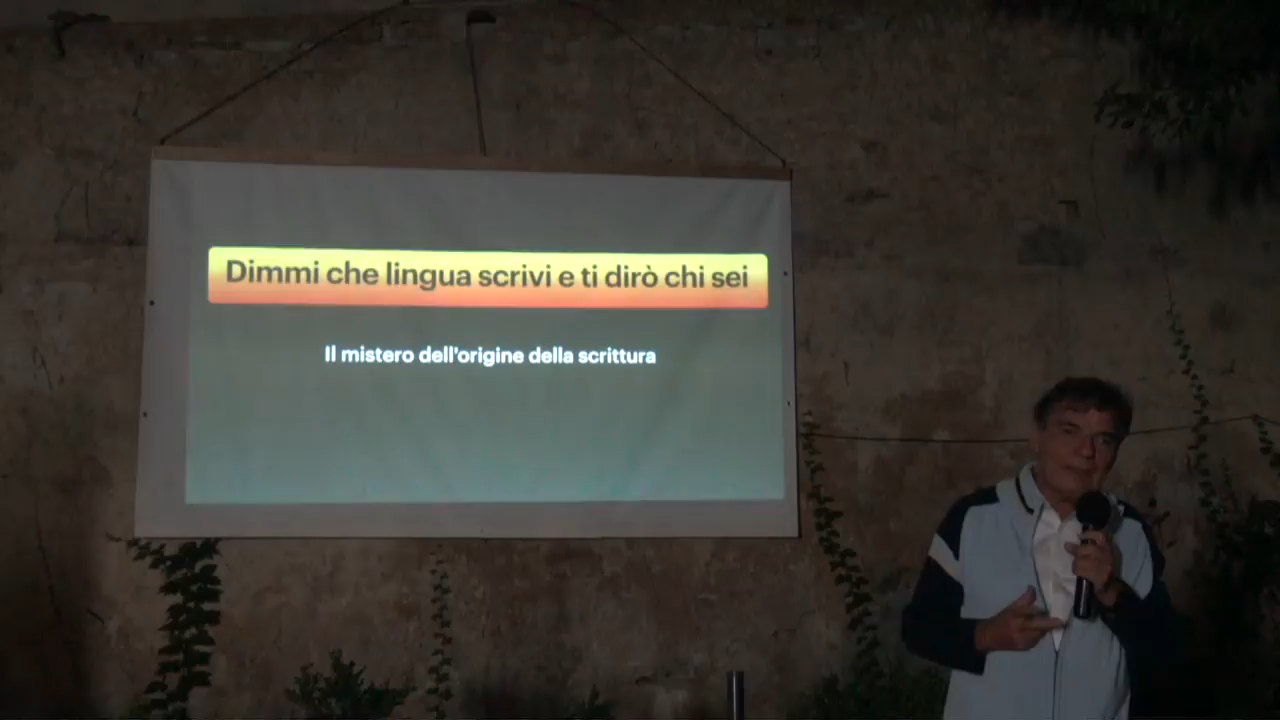 Dimmi che lingua scrivi e ti dirò chi sei
Il mistero dell'origine della scrittura